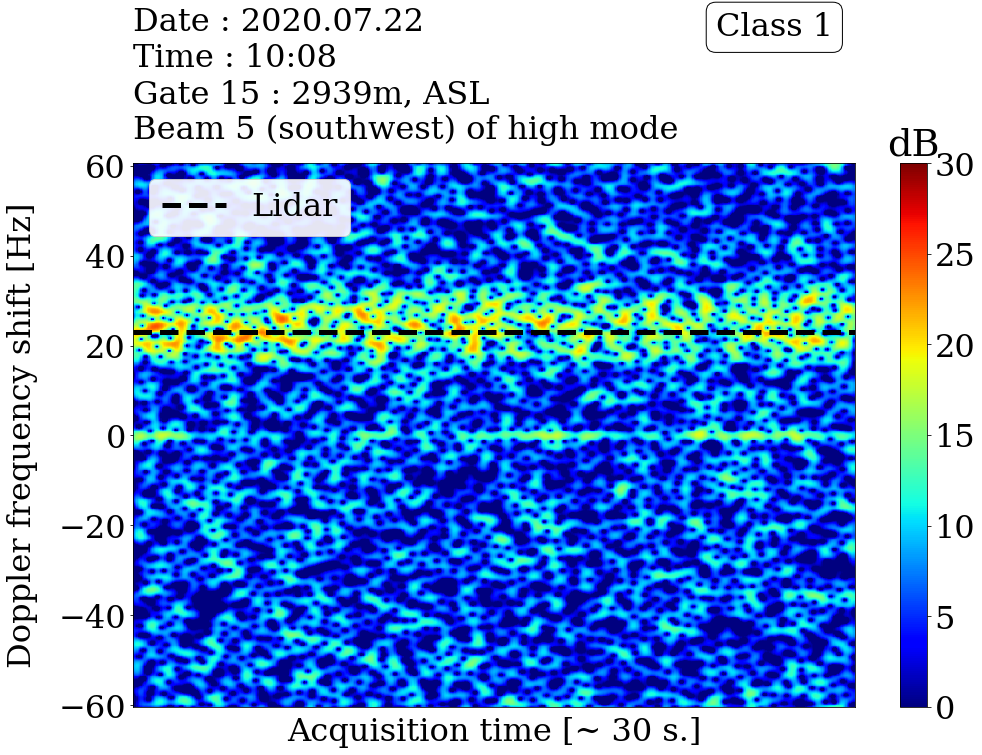 Date : 2020.07.22
Time : 10:08
Gate 15 : 2939m, ASL
Beam 5 (southwest) of high mode
Class 1
dB
Lidar
Doppler frequency shift [Hz]
60
40
20
0
−20
−40
−60
Acquisition time [~ 30 s.]
30
25
20
15
10
5
0